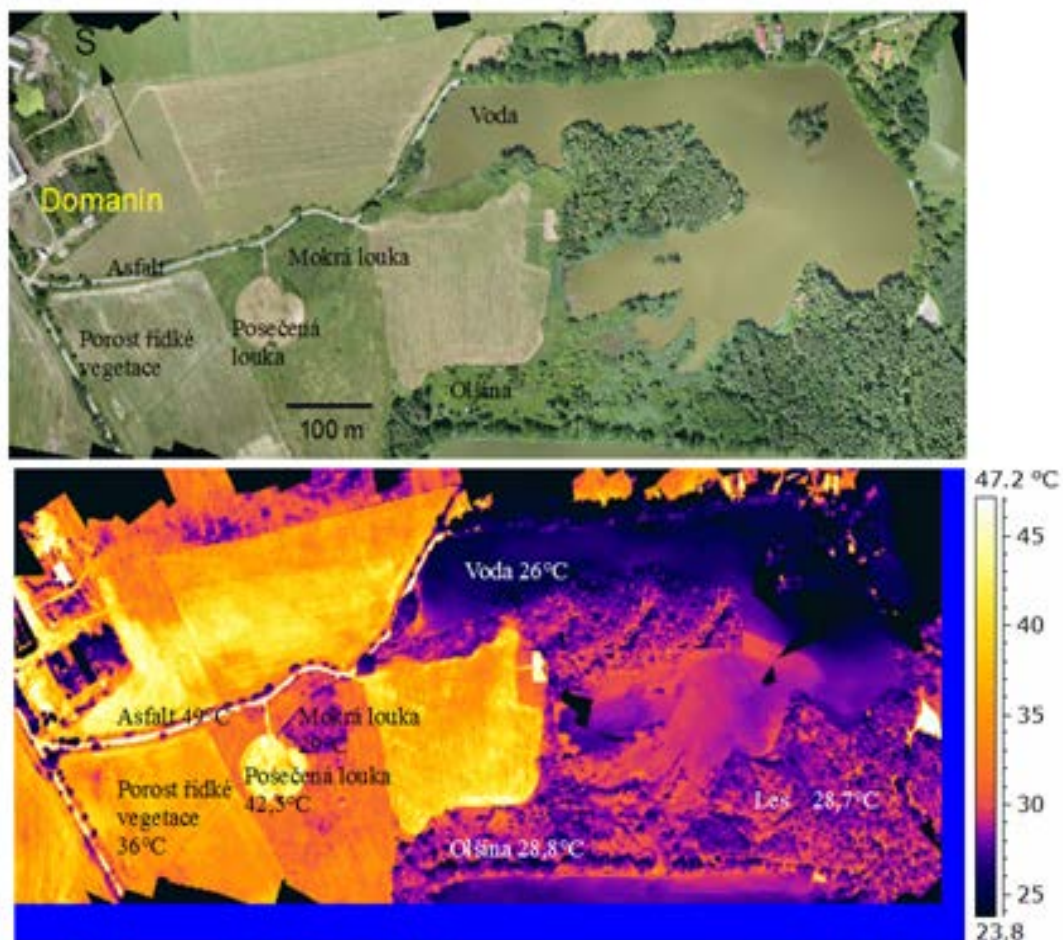 S
Voda
Domanín
Mokrá louka
Asfalt
Porost řídké
vegetace
Posečená
louka
Olšina
100 m
47.2 °C
45
40
35
30
25
23.8
Voda 26°C
Asfalt 49°C
Mokrá louka
29°C
Posečená louka
42,3°C
Porost řídké
vegetace
36°C
Les 28,7°C
Olšina 28,8°C